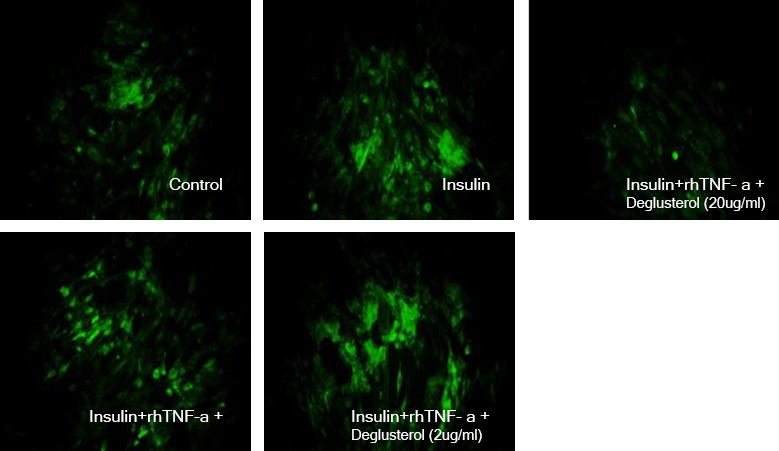 Control
Insulin
Insulin+rhTNF- a +
Deglusterol (20ug/ml)
Insulin+rhTNF-a +
Insulin+rhTNF- a +
Deglusterol (2ug/ml)